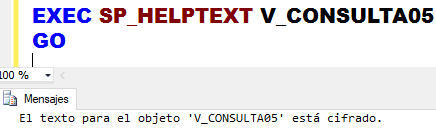 EXEC SP_HELPTEXT V_CONSULTA05
GO
100 %
Mensajes
El texto para el objeto 'V_CONSULTA05' está cifrado.